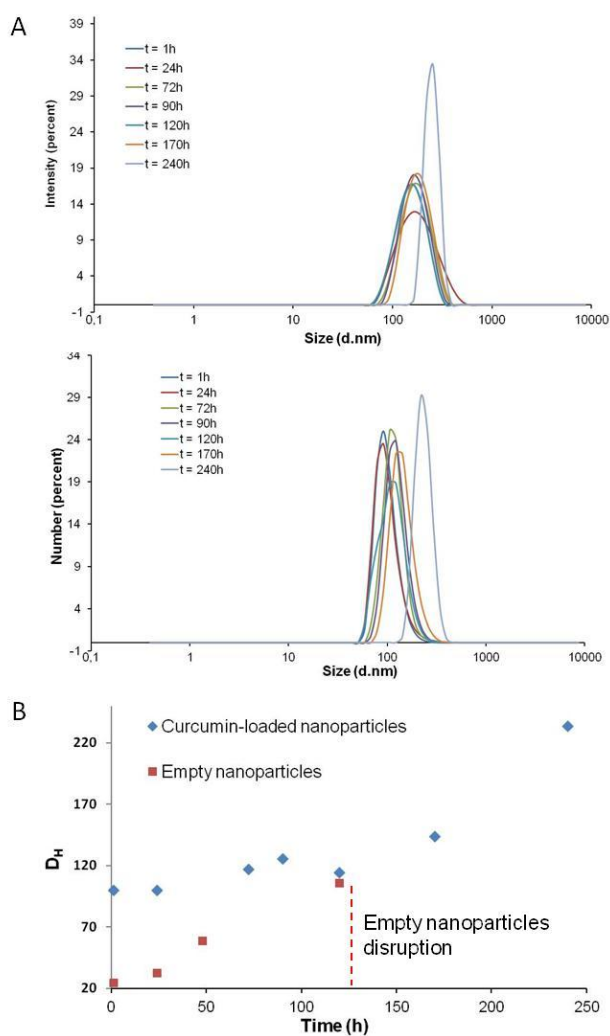 A
39
34
29
24
19
14
9
4
-1
Intensity (percent)
t = 1h
t = 24h
t = 72h
t = 90h
t = 120h
t = 170h
t = 240h
0,1 1 10 100 1000 10000
Size (d.nm)
34
29
24
19
14
9
4
-1
Number (percent)
t = 1h
t = 24h
t = 72h
t = 90h
t = 120h
t = 170h
t = 240h
0,1 1 10 100 1000 10000
Size (d.nm)
B
220
170
120
70
20
DH
Curcumin-loaded nanoparticles
Empty nanoparticles
Empty nanoparticles
disruption
0 50 100 150 200 250
Time (h)